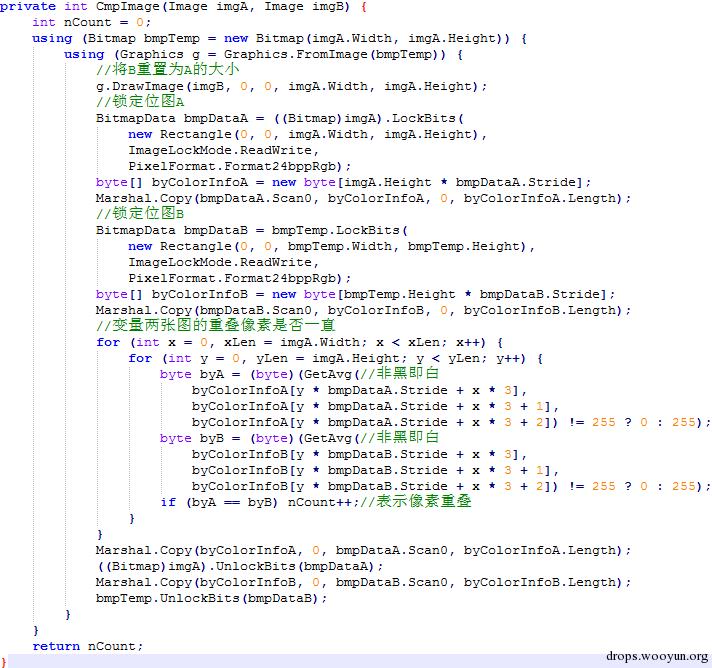 private int CmpImage(Image imgA, Image imgB) {
    int nCount = 0;
    using (Bitmap bmpTemp = new Bitmap(imgA.Width, imgA.Height)) {
        using (Graphics g = Graphics.FromImage(bmpTemp)) {
            //将B重置为A的大小
            g.DrawImage(imgB, 0, 0, imgA.Width, imgA.Height);
            //锁定位图A
            BitmapData bmpDataA = ((Bitmap)imgA).LockBits(
                new Rectangle(0, 0, imgA.Width, imgA.Height),
                ImageLockMode.ReadWrite,
                PixelFormat.Format24bppRgb);
            byte[] byColorInfoA = new byte[imgA.Height * bmpDataA.Stride];
            Marshal.Copy(bmpDataA.Scan0, byColorInfoA, 0, byColorInfoA.Length);
            //锁定位图B
            BitmapData bmpDataB = bmpTemp.LockBits(
                new Rectangle(0, 0, bmpTemp.Width, bmpTemp.Height),
                ImageLockMode.ReadWrite,
                PixelFormat.Format24bppRgb);
            byte[] byColorInfoB = new byte[bmpTemp.Height * bmpDataB.Stride];
            Marshal.Copy(bmpDataB.Scan0, byColorInfoB, 0, byColorInfoB.Length);
            //变量两张图的重叠像素是否一直
            for (int x = 0, xLen = imgA.Width; x < xLen; x++) {
                for (int y = 0, yLen = imgA.Height; y < yLen; y++) {
                    byte byA = (byte)(GetAvg(//非黑即白
                        byColorInfoA[y * bmpDataA.Stride + x * 3],
                        byColorInfoA[y * bmpDataA.Stride + x * 3 + 1],
                        byColorInfoA[y * bmpDataA.Stride + x * 3 + 2]) != 255 ? 0 : 255);
                    byte byB = (byte)(GetAvg(//非黑即白
                        byColorInfoB[y * bmpDataB.Stride + x * 3],
                        byColorInfoB[y * bmpDataB.Stride + x * 3 + 1],
                        byColorInfoB[y * bmpDataB.Stride + x * 3 + 2]) != 255 ? 0 : 255);
                    if (byA == byB) nCount++;//表示像素重叠
                }
            }
            Marshal.Copy(byColorInfoA, 0, bmpDataA.Scan0, byColorInfoA.Length);
            ((Bitmap)imgA).UnlockBits(bmpDataA);
            Marshal.Copy(byColorInfoB, 0, bmpDataB.Scan0, byColorInfoB.Length);
            bmpTemp.UnlockBits(bmpDataB);
        }
    }
    return nCount;
}
drops.wooyun.org